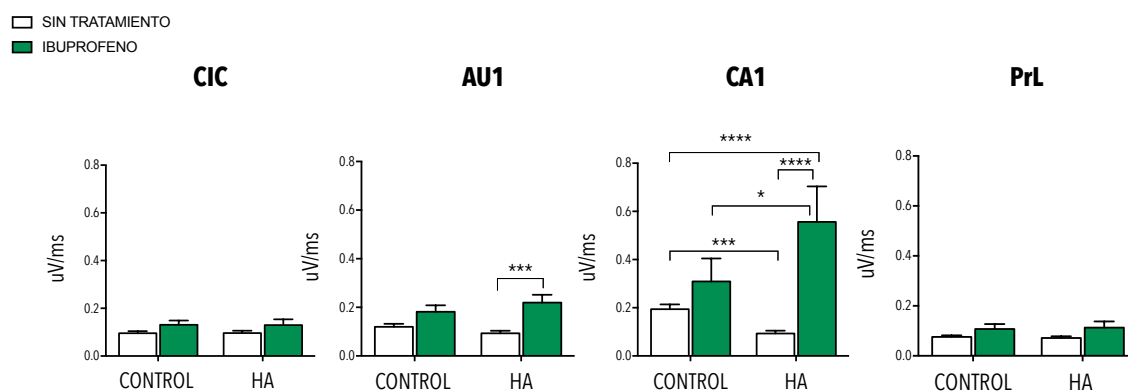 SIN TRATAMIENTO
IBUPROFENO
CIC
AU1
CA1
PrL
uV/ms
0.8
0.6
0.4
0.2
0.0
CONTROL
HA
uV/ms
0.8
0.6
0.4
0.2
0.0
***
CONTROL
HA
uV/ms
0.8
0.6
0.4
0.2
0.0
****
****
*
***
CONTROL
HA
uV/ms
0.8
0.6
0.4
0.2
0.0
CONTROL
HA